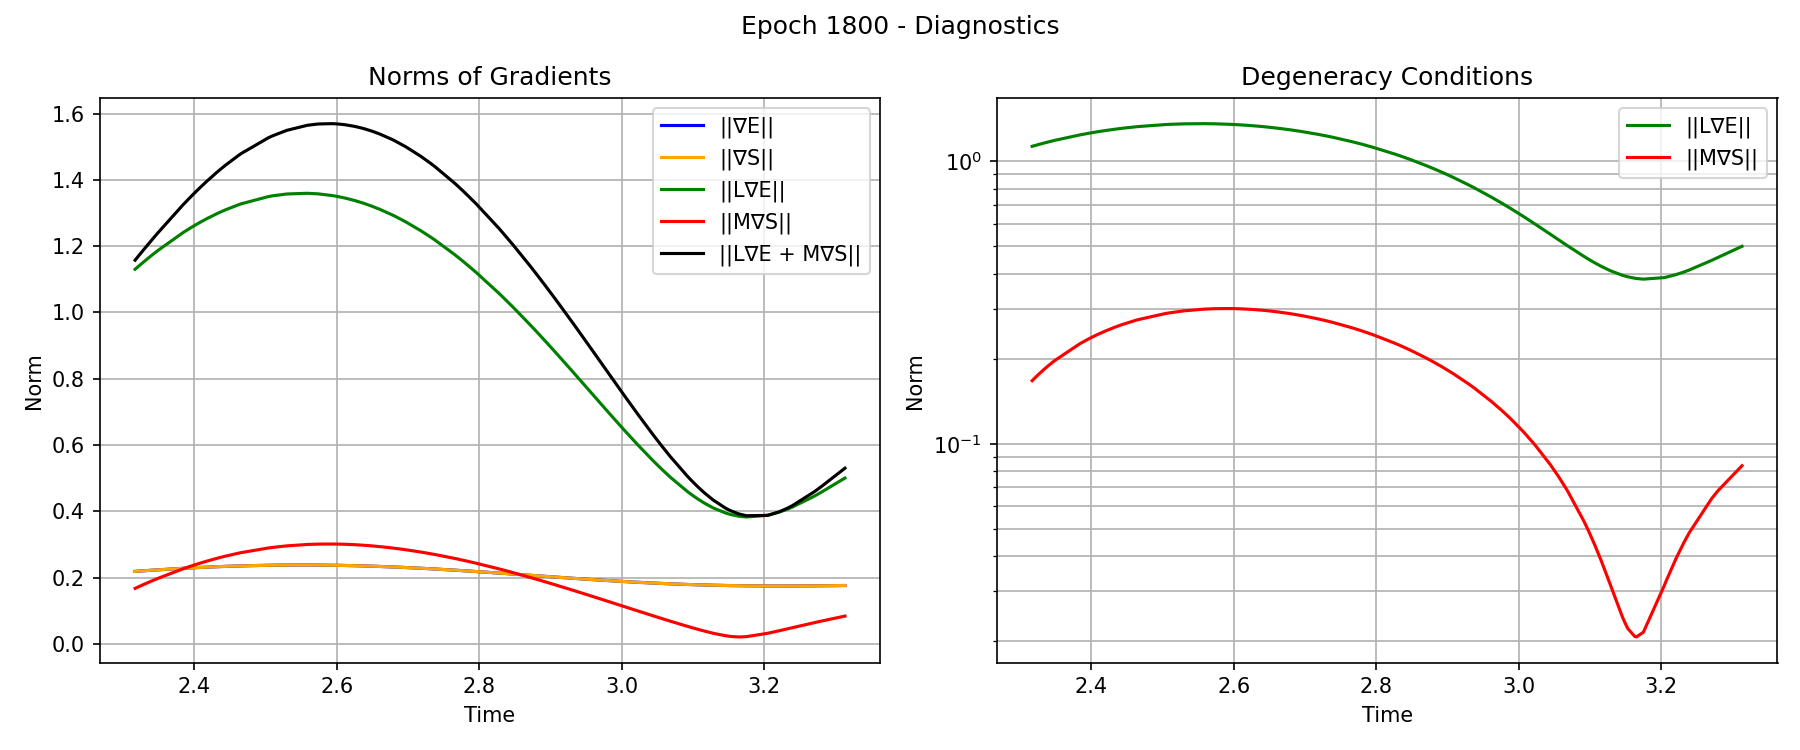 Epoch 1800 - Diagnostics
Norms of Gradients
1.6
1.4
1.2
1.0
0.8
0.6
0.4
0.2
0.0
Norm
2.4
2.6
2.8
3.0
3.2
Time
||∇E||
||∇S||
||L∇E||
||M∇S||
||L∇E + M∇S||
Degeneracy Conditions
10⁰
10⁻¹
Norm
2.4
2.6
2.8
3.0
3.2
Time
||L∇E||
||M∇S||